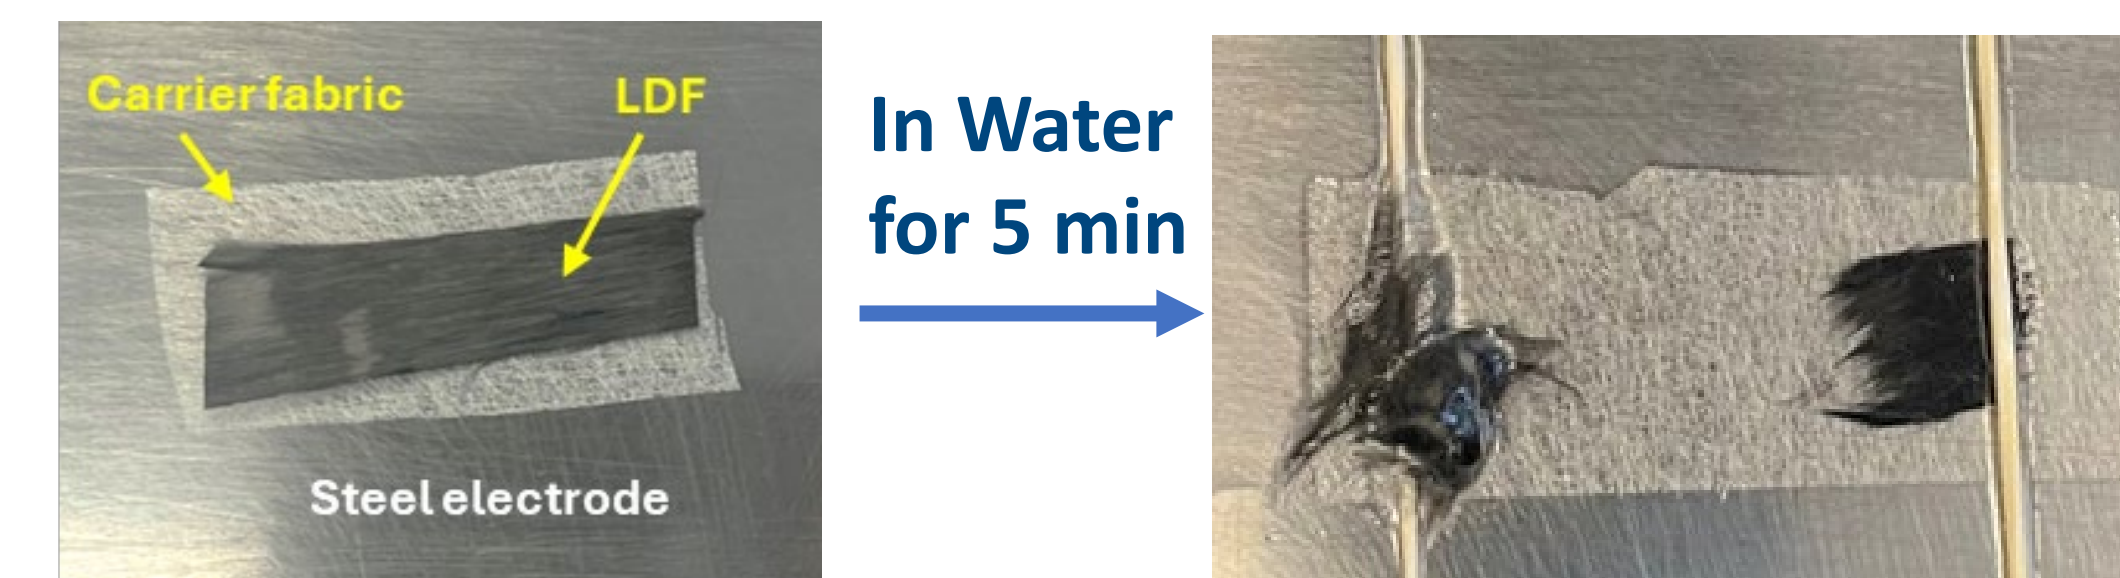 Carrier fabric
LDF
Steel electrode
In Water
for 5 min